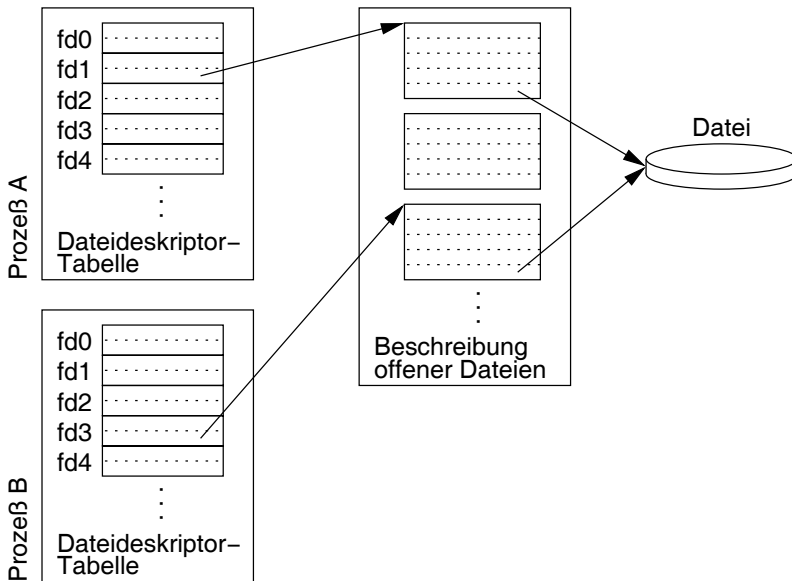 Prozeß A
fd0
fd1
fd2
fd3
fd4
Dateideskriptor–
Tabelle
Prozeß B
fd0
fd1
fd2
fd3
fd4
Dateideskriptor–
Tabelle
Beschreibung
offener Dateien
Datei